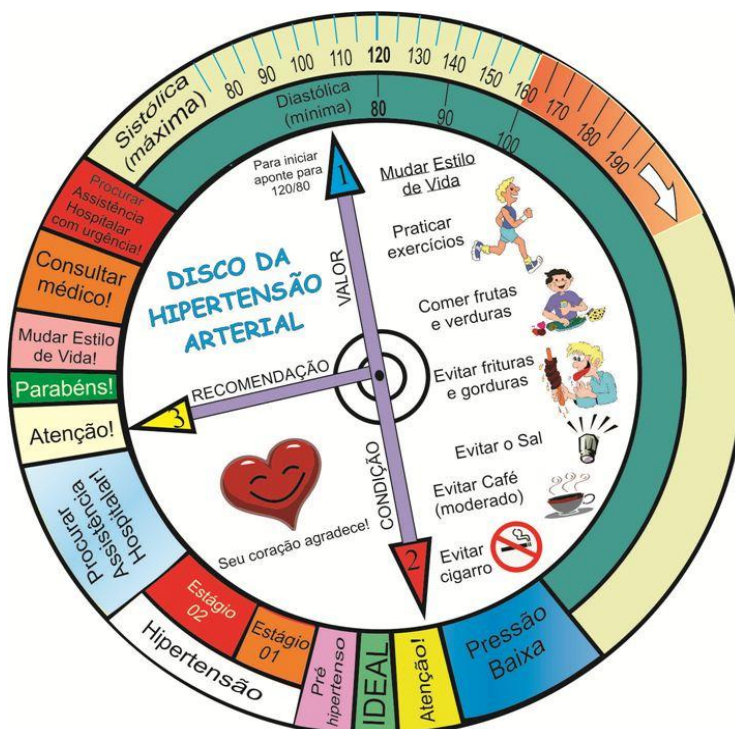 Sistólica
(máxima)
80 90 100 110 120 130 140 150 160 170 180 190
Diastólica
(mínima)
80 90 100
Para iniciar
aponte para
120/80
1
VALOR
Mudar Estilo
de Vida
Praticar
exercícios
Comer frutas
e verduras
Evitar frituras
e gorduras
Evitar o Sal
Evitar Café
(moderado)
Evitar
cigarro
DISCO DA
HIPERTENSÃO
ARTERIAL
RECOMENDAÇÃO
3
CONDIÇÃO
2
Seu coração agradece!
Procurar
Assistência
Hospitalar
com urgência!
Consultar
médico!
Mudar Estilo
de Vida!
Parabéns!
Atenção!
Procurar
Assistência
Hospitalar!
Estágio
02
Estágio
01
Hipertensão
Pré
hipertenso
IDEAL
Atenção!
Pressão
Baixa